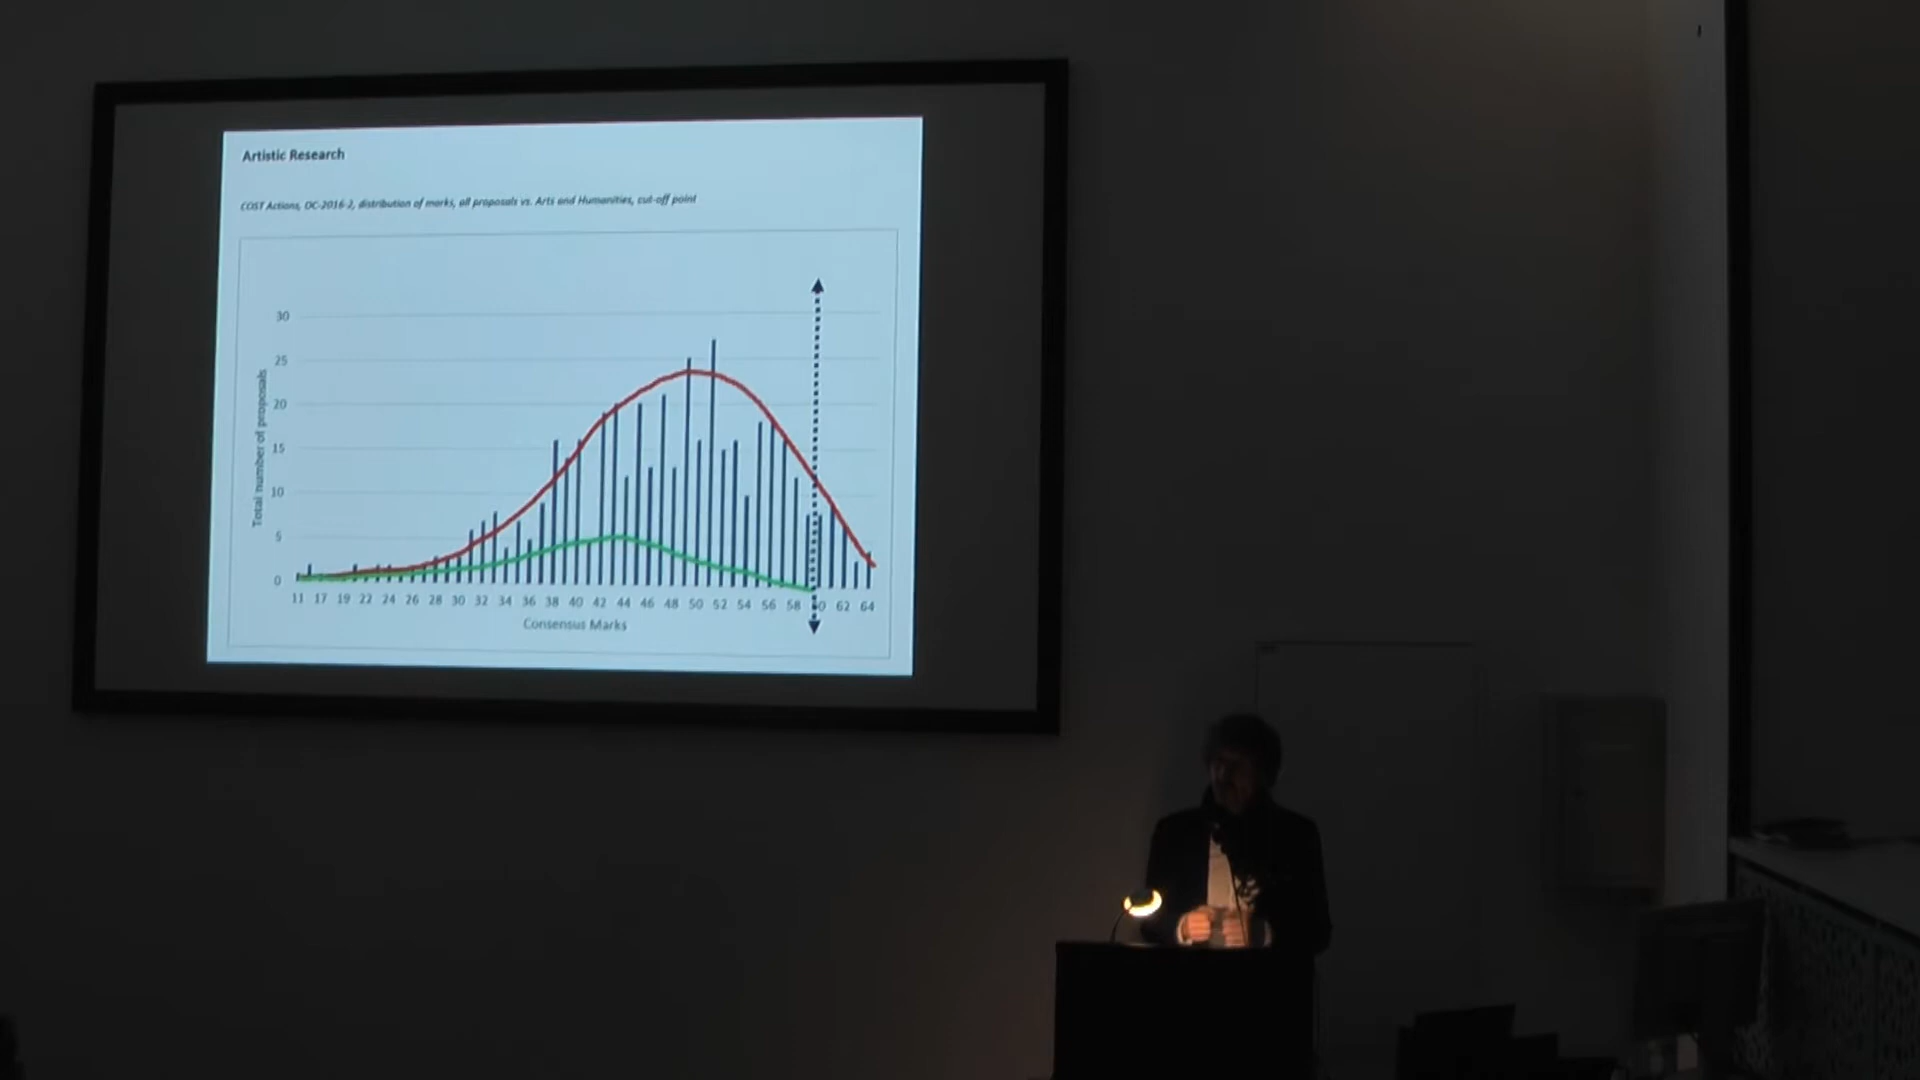 Artistic Research
COST Actions, OC-2016-2, distribution of marks, all proposals vs. Arts and Humanities, cut-off point
30
25
20
15
10
5
0
Total number of proposals
11 17 19 22 24 26 28 30 32 34 36 38 40 42 44 46 48 50 52 54 56 58 60 62 64
Consensus Marks